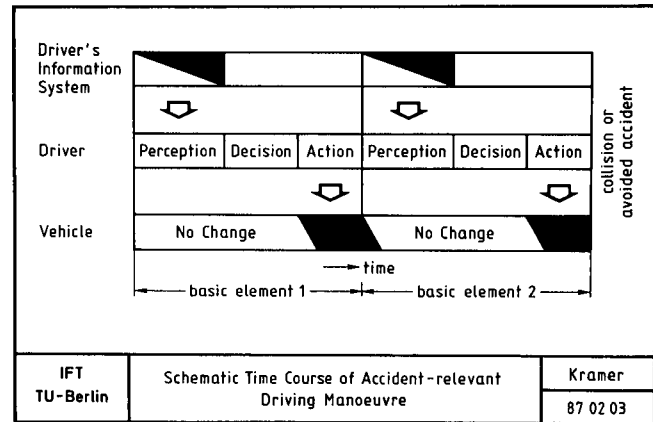 Driver's
Information
System
Driver
Perception Decision Action Perception Decision Action
Vehicle
No Change No Change
time
basic element 1 basic element 2
collision or
avoided accident
IFT
TU-Berlin
Schematic Time Course of Accident-relevant
Driving Manoeuvre
Kramer
87 02 03